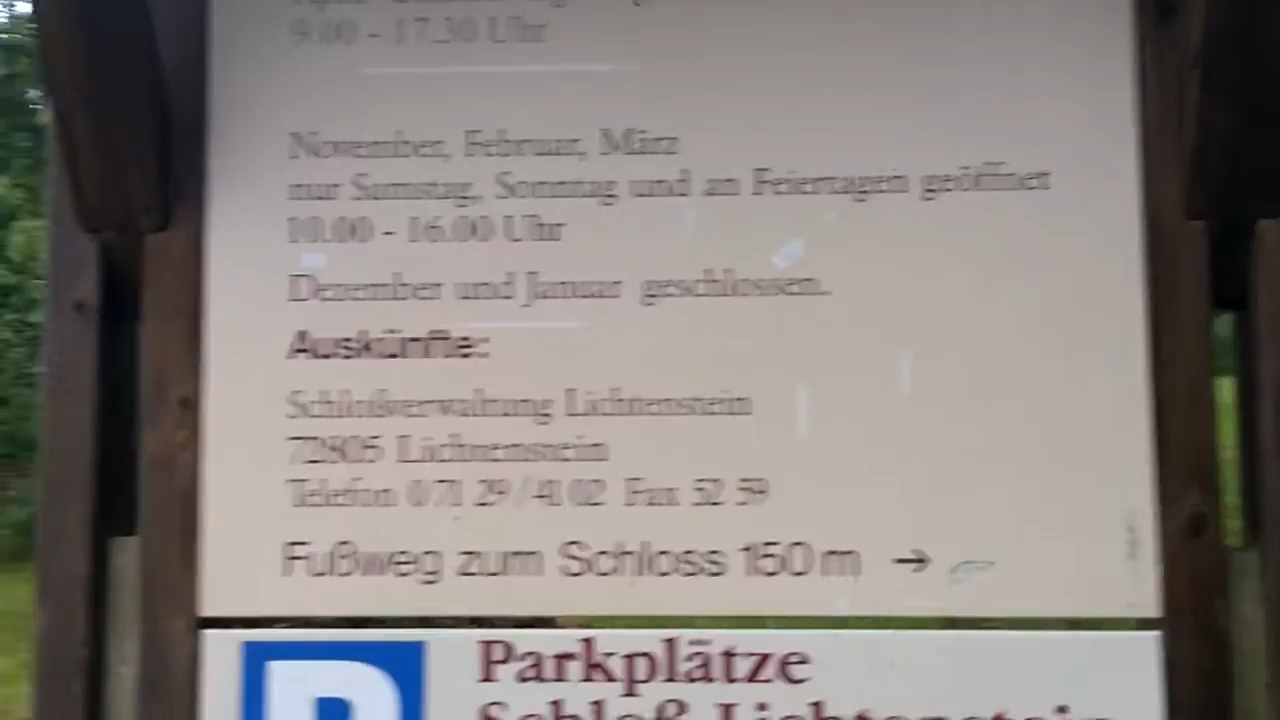 9.00 - 17.30 Uhr
November, Februar, März
nur Samstag, Sonntag und an Feiertagen geöffnet
10.00 - 16.00 Uhr
Dezember und Januar geschlossen.
Auskünfte:
Schloßverwaltung Lichtenstein
72805 Lichtenstein
Telefon 0 71 29 / 41 02 Fax 52 59
Fußweg zum Schloss 150 m →
P Parkplätze
Schloß Lichtenstein